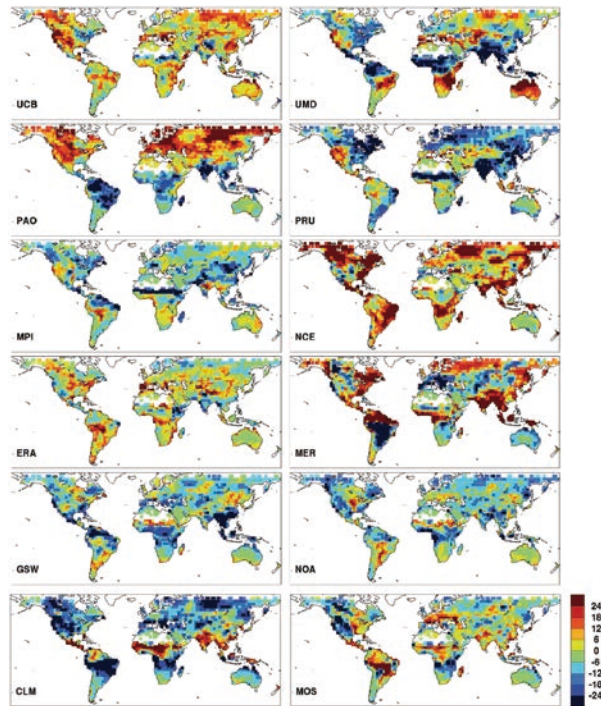 UCB
UMD
PAO
PRU
MPI
NCE
ERA
MER
GSW
NOA
CLM
MOS
24
18
12
6
0
-6
-12
-18
-24